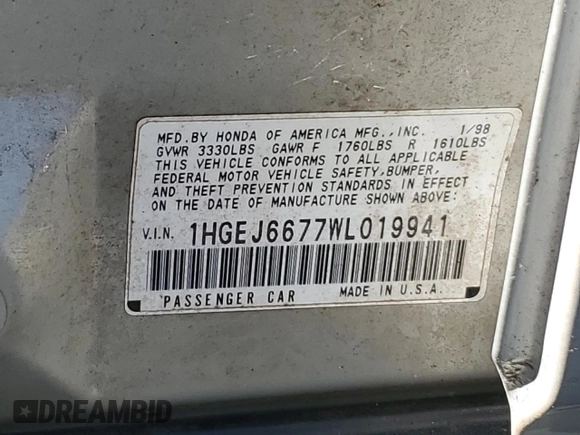 MFD.BY HONDA OF AMERICA MFG.,INC. 1/98
GVWR 3330LBS GAWR F 1760LBS R 1610LBS
THIS VEHICLE CONFORMS TO ALL APPLICABLE
FEDERAL MOTOR VEHICLE SAFETY,BUMPER,
AND THEFT PREVENTION STANDARDS IN EFFECT
ON THE DATE OF MANUFACTURE SHOWN ABOVE:
V.I.N. 1HGEJ6677WL019941
PASSENGER CAR MADE IN U.S.A.
DREAMBID